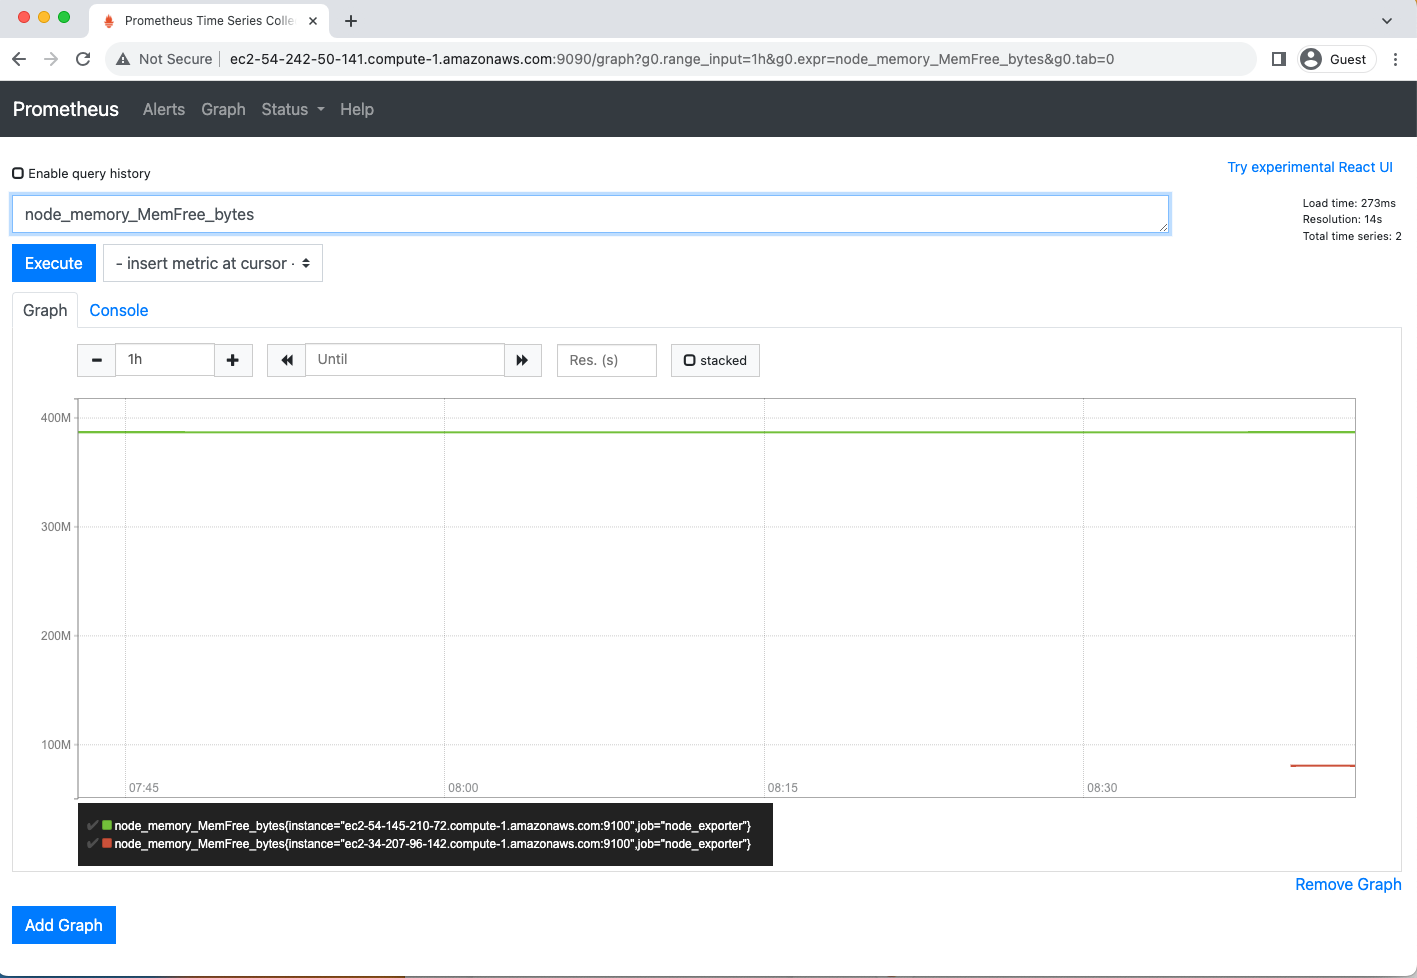 Prometheus Time Series Colle
Not Secure ec2-54-242-50-141.compute-1.amazonaws.com:9090/graph?g0.range_input=1h&g0.expr=node_memory_MemFree_bytes&g0.tab=0 Guest
Prometheus Alerts Graph Status Help
Enable query history
Try experimental React UI
node_memory_MemFree_bytes
Load time: 273ms
Resolution: 14s
Total time series: 2
Execute - insert metric at cursor -
Graph Console
1h Until Res. (s) stacked
400M
300M
200M
100M
07:45 08:00 08:15 08:30
node_memory_MemFree_bytes{instance="ec2-54-145-210-72.compute-1.amazonaws.com:9100",job="node_exporter"}
node_memory_MemFree_bytes{instance="ec2-34-207-96-142.compute-1.amazonaws.com:9100",job="node_exporter"}
Remove Graph
Add Graph